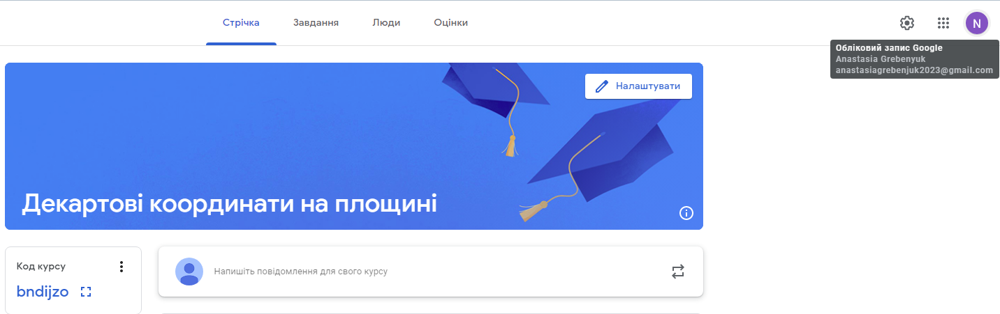 Стрічка Завдання Люди Оцінки
N
Обліковий запис Google
Anastasia Grebenyuk
anastasiagrebenjuk2023@gmail.com
Налаштувати
Декартові координати на площині
Код курсу
bndijzo
Напишіть повідомлення для свого курсу